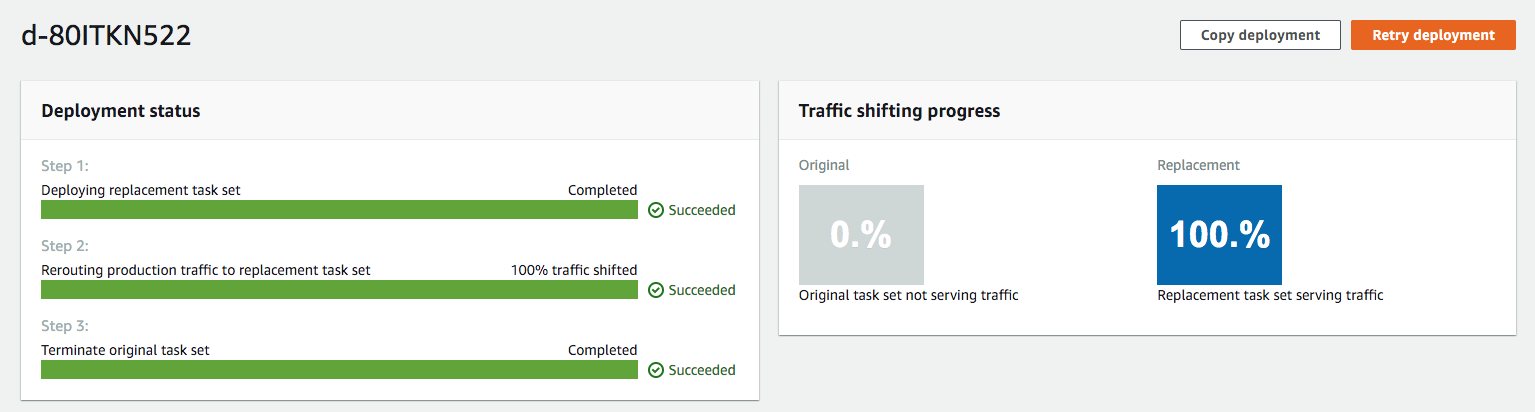 d-80ITKN522
Copy deployment
Retry deployment
Deployment status
Step 1:
Deploying replacement task set Completed
Succeeded
Step 2:
Rerouting production traffic to replacement task set 100% traffic shifted
Succeeded
Step 3:
Terminate original task set Completed
Succeeded
Traffic shifting progress
Original Replacement
0.% 100.%
Original task set not serving traffic Replacement task set serving traffic